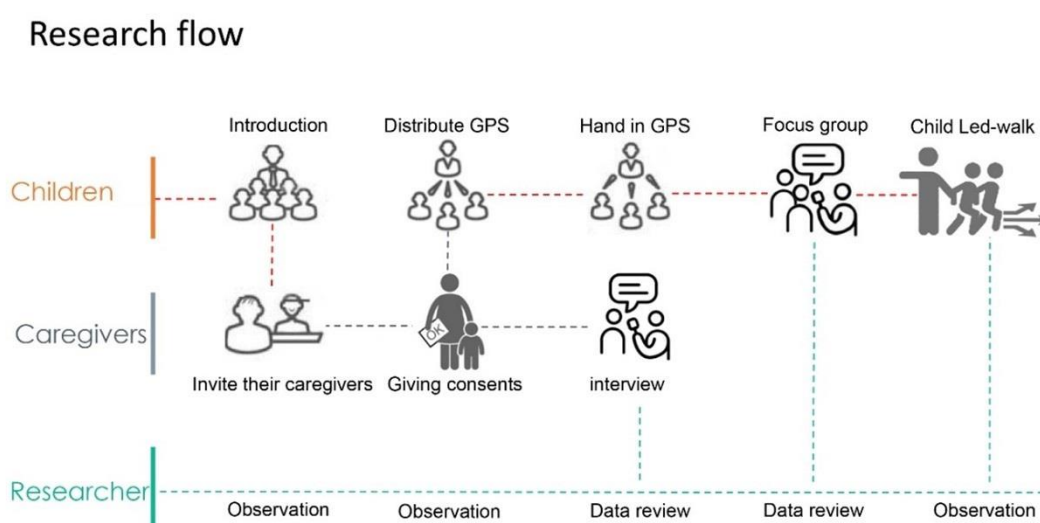 Research flow
Introduction
Distribute GPS
Hand in GPS
Focus group
Child Led-walk
Children
Caregivers
OK
Invite their caregivers
Giving consents
interview
Researcher
Observation
Observation
Data review
Data review
Observation